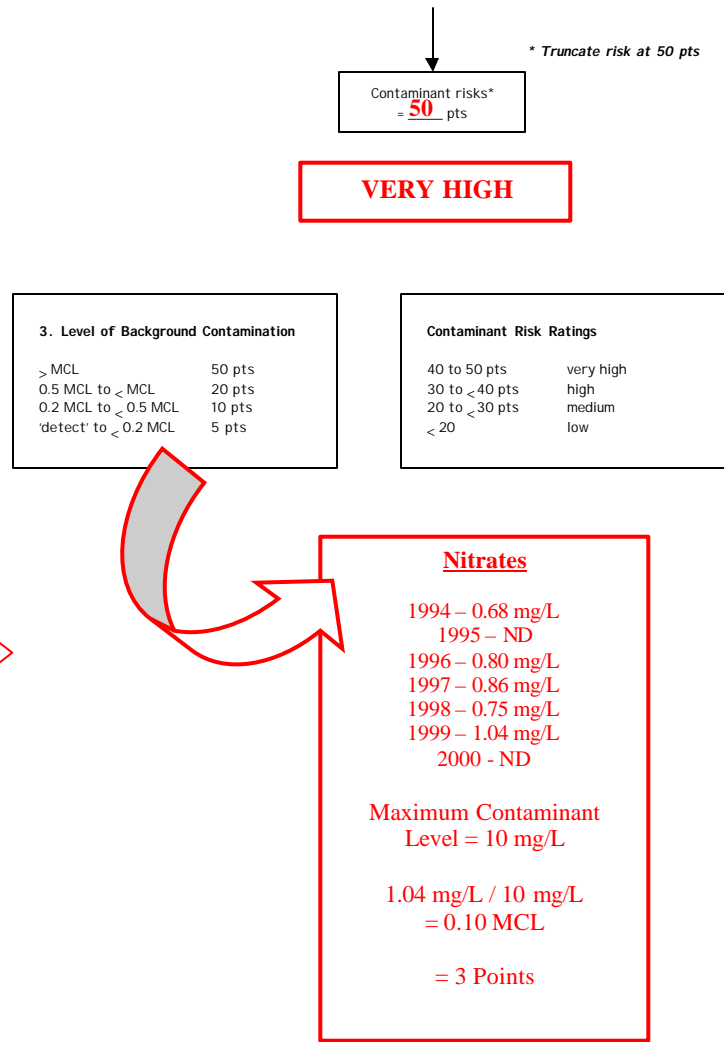 * Truncate risk at 50 pts
Contaminant risks*
= 50 pts
VERY HIGH
3. Level of Background Contamination
> MCL 50 pts
0.5 MCL to < MCL 20 pts
0.2 MCL to < 0.5 MCL 10 pts
'detect' to < 0.2 MCL 5 pts
Contaminant Risk Ratings
40 to 50 pts very high
30 to < 40 pts high
20 to < 30 pts medium
< 20 low
Nitrates
1994 – 0.68 mg/L
1995 – ND
1996 – 0.80 mg/L
1997 – 0.86 mg/L
1998 – 0.75 mg/L
1999 – 1.04 mg/L
2000 - ND
Maximum Contaminant
Level = 10 mg/L
1.04 mg/L / 10 mg/L
= 0.10 MCL
= 3 Points